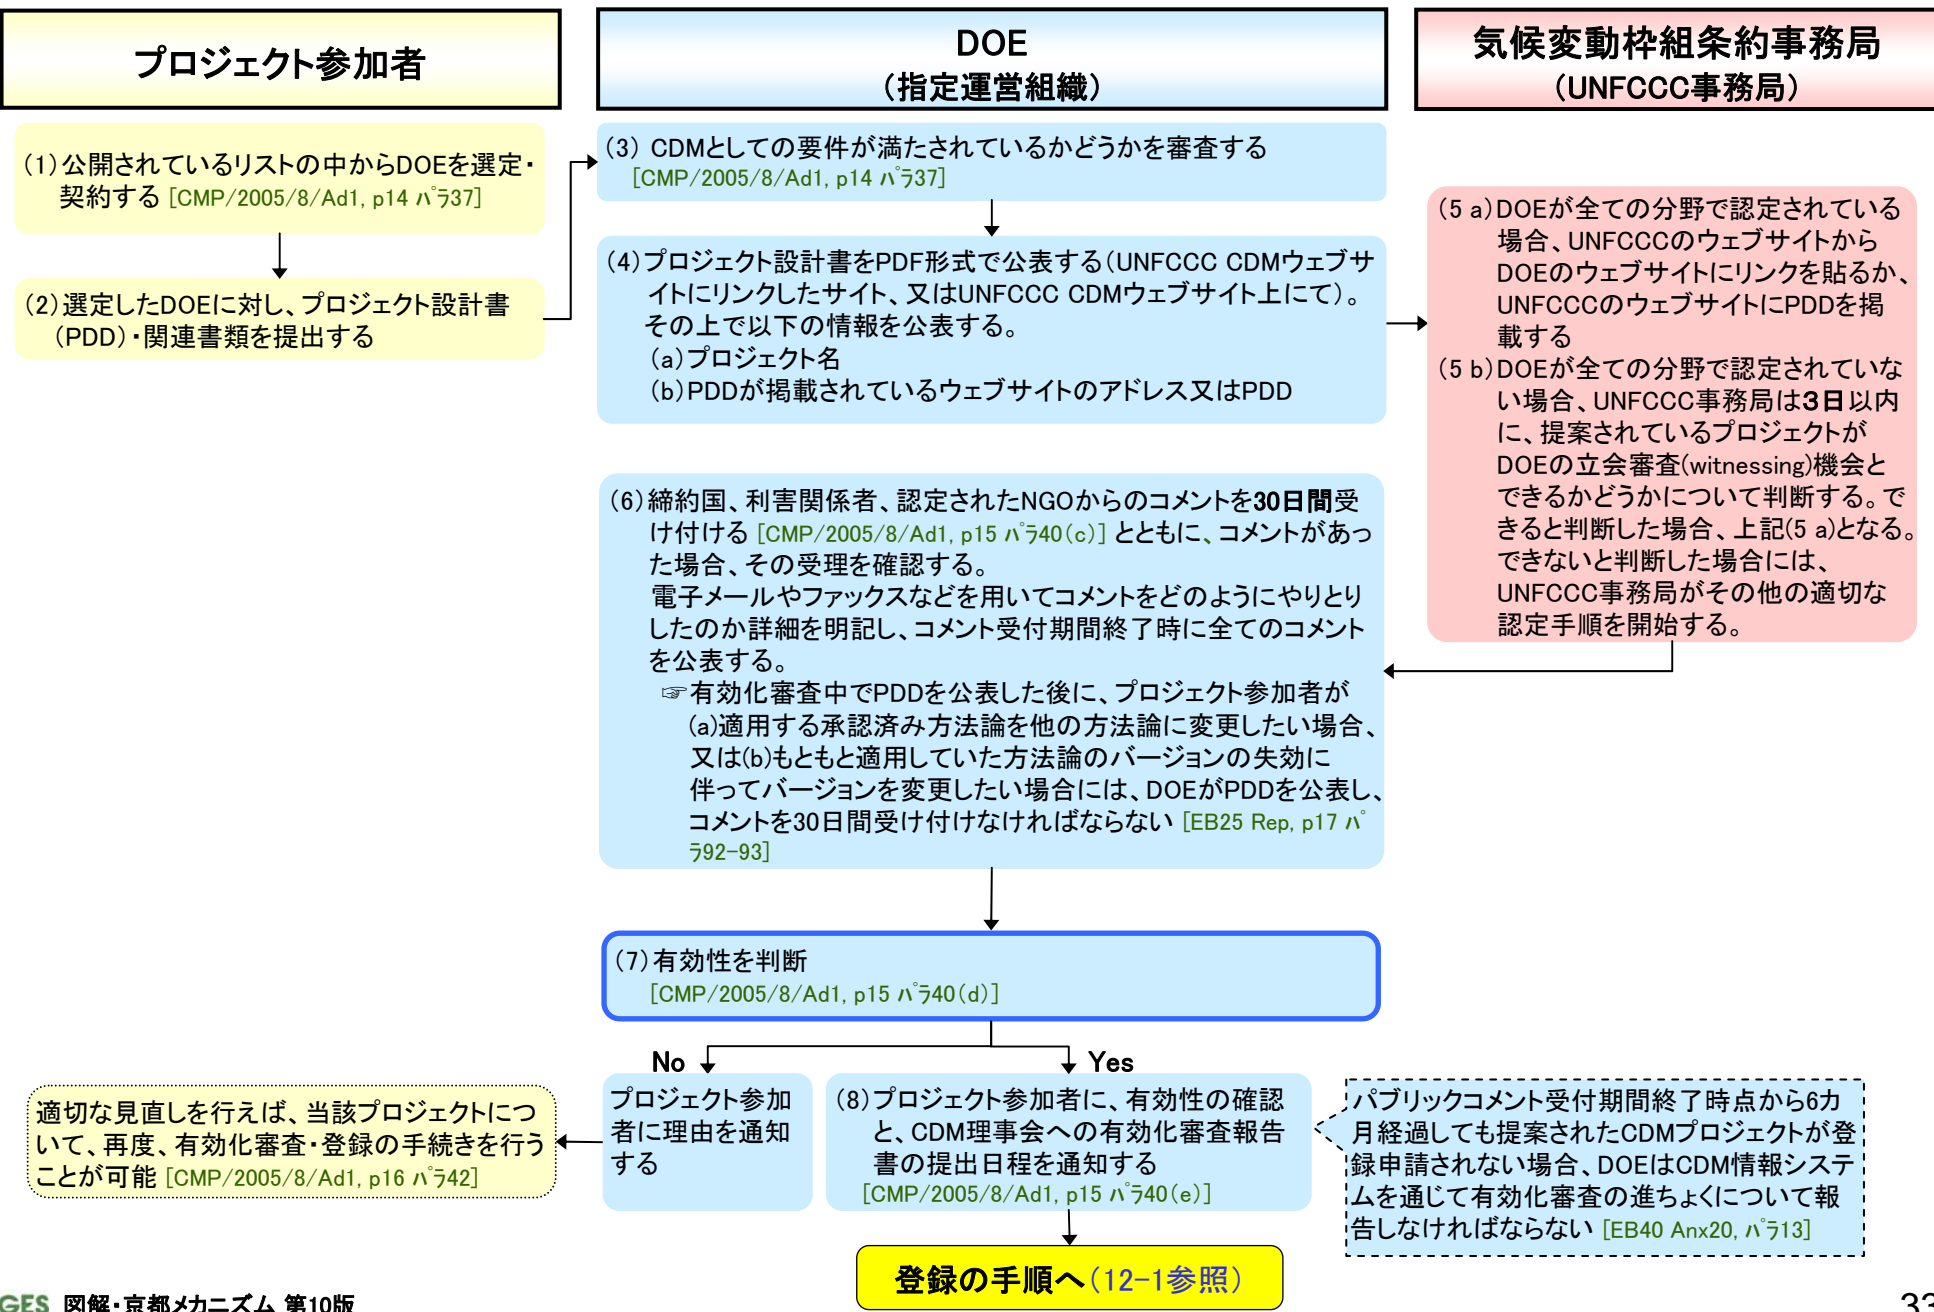 プロジェクト参加者
DOE
（指定運営組織）
気候変動枠組条約事務局
（UNFCCC事務局）
（1）公開されているリストの中からDOEを選定・
契約する [CMP/2005/8/Ad1, p14 ﾊﾟﾗ37]
（2）選定したDOEに対し、プロジェクト設計書
（PDD）・関連書類を提出する
（3） CDMとしての要件が満たされているかどうかを審査する
[CMP/2005/8/Ad1, p14 ﾊﾟﾗ37]
（4）プロジェクト設計書をPDF形式で公表する（UNFCCC CDMウェブサ
イトにリンクしたサイト、又はUNFCCC CDMウェブサイト上にて）。
その上で以下の情報を公表する。
（a）プロジェクト名
（b）PDDが掲載されているウェブサイトのアドレス又はPDD
（5 a）DOEが全ての分野で認定されている
場合、UNFCCCのウェブサイトから
DOEのウェブサイトにリンクを貼るか、
UNFCCCのウェブサイトにPDDを掲
載する
（5 b）DOEが全ての分野で認定されていな
い場合、UNFCCC事務局は3日以内
に、提案されているプロジェクトが
DOEの立会審査(witnessing)機会と
できるかどうかについて判断する。で
きると判断した場合、上記(5 a)となる。
できないと判断した場合には、
UNFCCC事務局がその他の適切な
認定手順を開始する。
（6）締約国、利害関係者、認定されたNGOからのコメントを30日間受
け付ける [CMP/2005/8/Ad1, p15 ﾊﾟﾗ40(c)] とともに、コメントがあっ
た場合、その受理を確認する。
電子メールやファックスなどを用いてコメントをどのようにやりとり
したのか詳細を明記し、コメント受付期間終了時に全てのコメント
を公表する。
☞有効化審査中でPDDを公表した後に、プロジェクト参加者が
(a)適用する承認済み方法論を他の方法論に変更したい場合、
又は(b)もともと適用していた方法論のバージョンの失効に
伴ってバージョンを変更したい場合には、DOEがPDDを公表し、
コメントを30日間受け付けなければならない [EB25 Rep, p17 ﾊﾟ
ﾗ92-93]
（7）有効性を判断
[CMP/2005/8/Ad1, p15 ﾊﾟﾗ40(d)]
No
Yes
適切な見直しを行えば、当該プロジェクトにつ
いて、再度、有効化審査・登録の手続きを行う
ことが可能 [CMP/2005/8/Ad1, p16 ﾊﾟﾗ42]
プロジェクト参加
者に理由を通知
する
（8）プロジェクト参加者に、有効性の確認
と、CDM理事会への有効化審査報告
書の提出日程を通知する
[CMP/2005/8/Ad1, p15 ﾊﾟﾗ40(e)]
パブリックコメント受付期間終了時点から6カ
月経過しても提案されたCDMプロジェクトが登
録申請されない場合、DOEはCDM情報システ
ムを通じて有効化審査の進ちょくについて報
告しなければならない [EB40 Anx20, ﾊﾟﾗ13]
登録の手順へ（12-1参照）
GES 図解・京都メカニズム 第10版
33